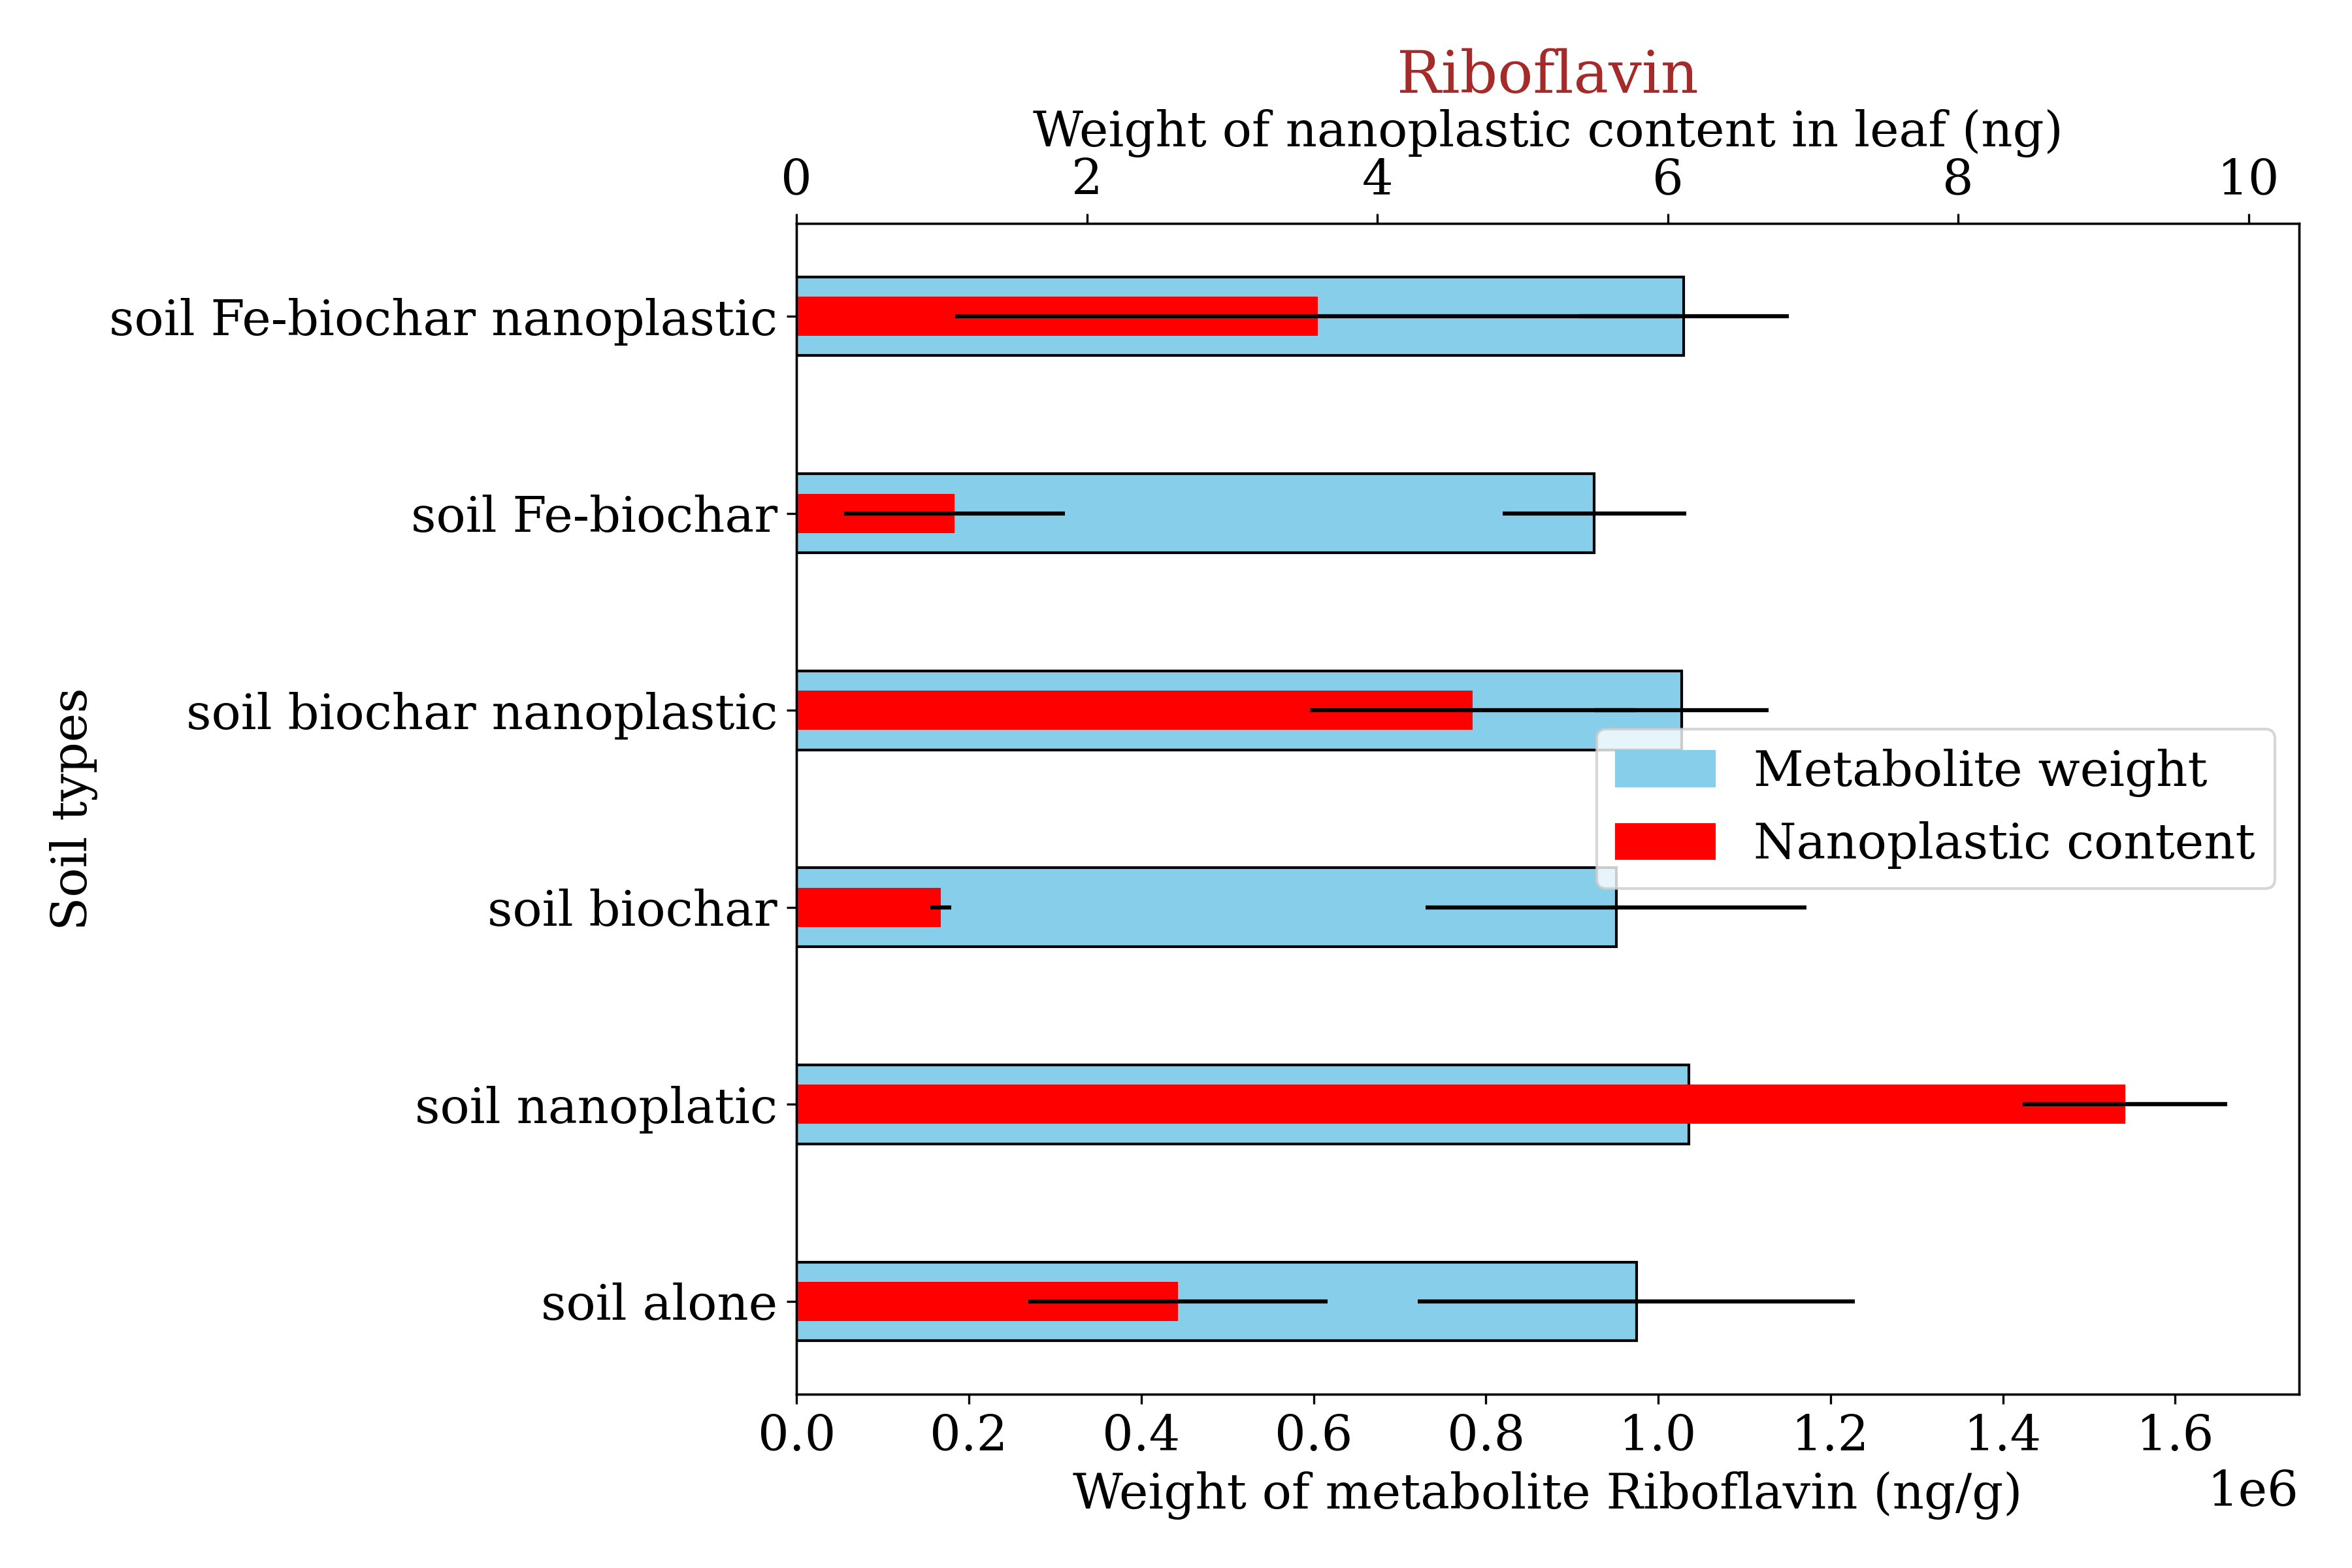 Riboflavin
Weight of nanoplastic content in leaf (ng)
0 2 4 6 8 10
soil Fe-biochar nanoplastic
soil Fe-biochar
soil biochar nanoplastic
soil biochar
soil nanoplatic
soil alone
Soil types
Metabolite weight
Nanoplastic content
0.0 0.2 0.4 0.6 0.8 1.0 1.2 1.4 1.6
1e6
Weight of metabolite Riboflavin (ng/g)